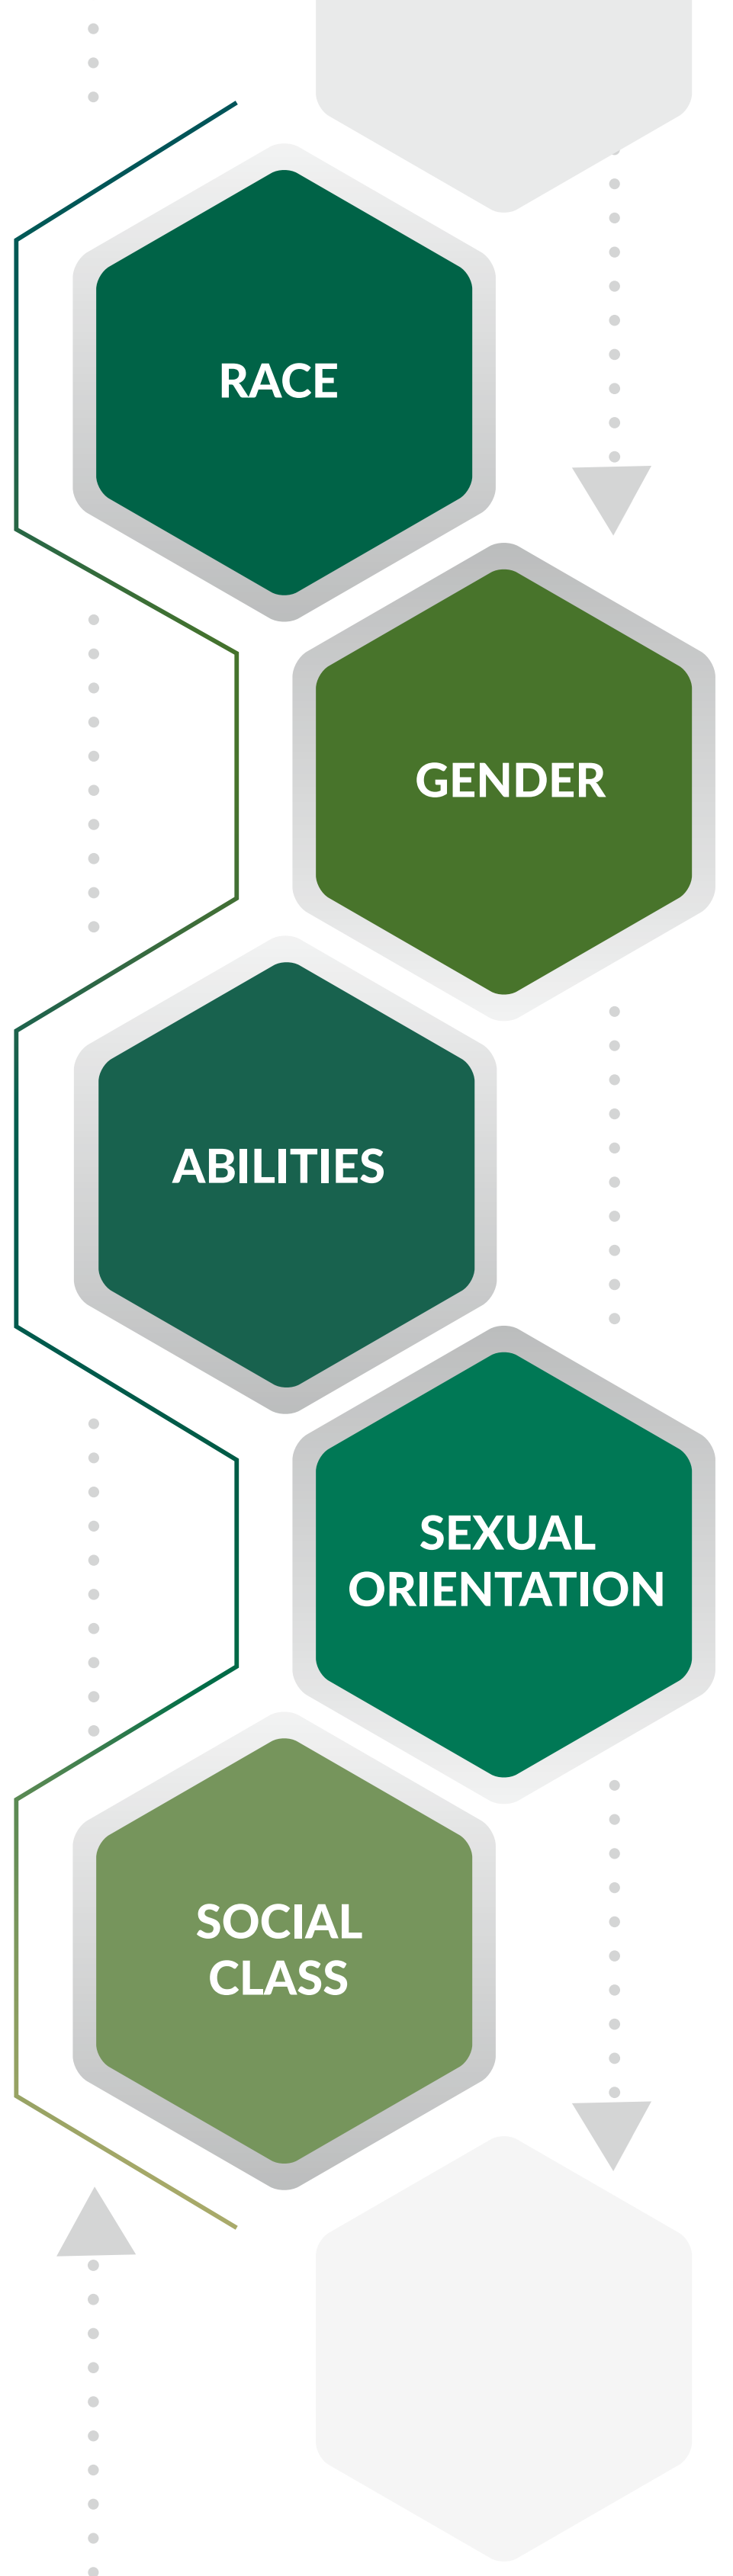 RACE
GENDER
ABILITIES
SEXUAL
ORIENTATION
SOCIAL
CLASS